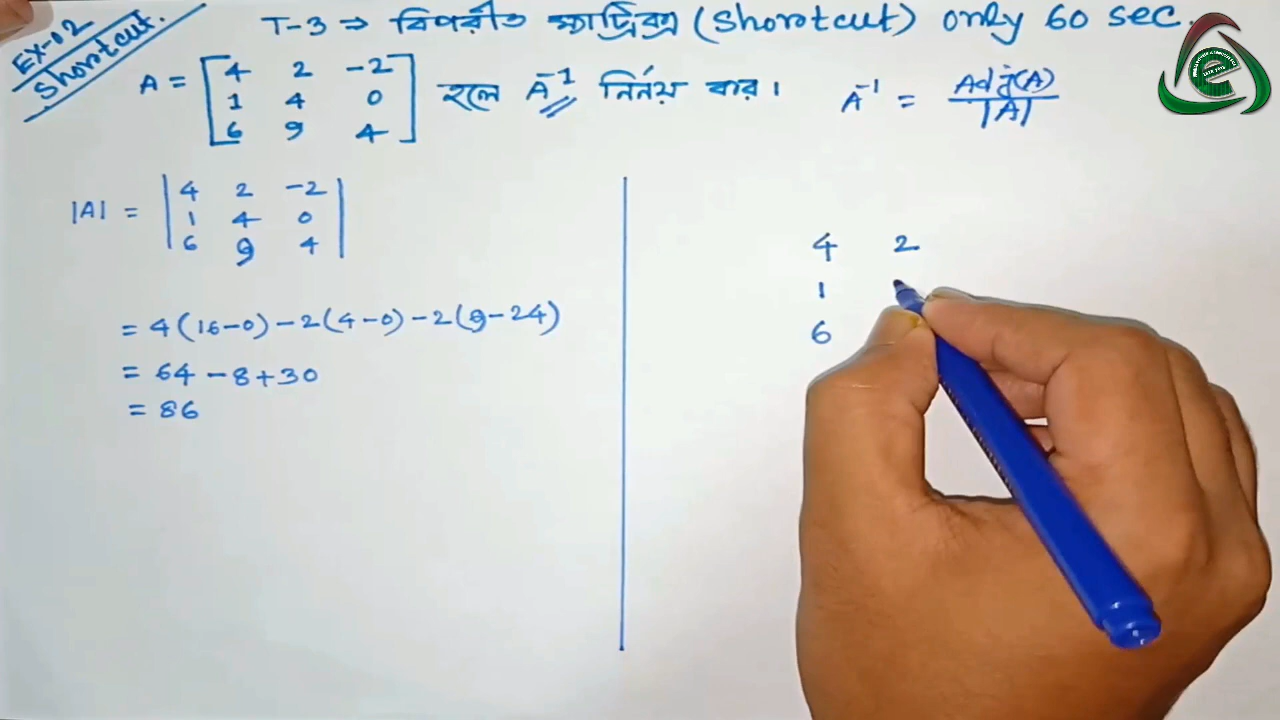 EX-02
Shortcut.
T-3 ⇒ বিপরীত ম্যাট্রিক্স (Shortcut) only 60 sec.
A = [4 2 -2
1 4 0
6 9 4] হলে A⁻¹ নির্নয় কর।
A⁻¹ = Adj(A) / |A|
|A| = |4 2 -2
1 4 0
6 9 4|
= 4(16-0)-2(4-0)-2(9-24)
= 64-8+30
= 86
4 2
1
6
e